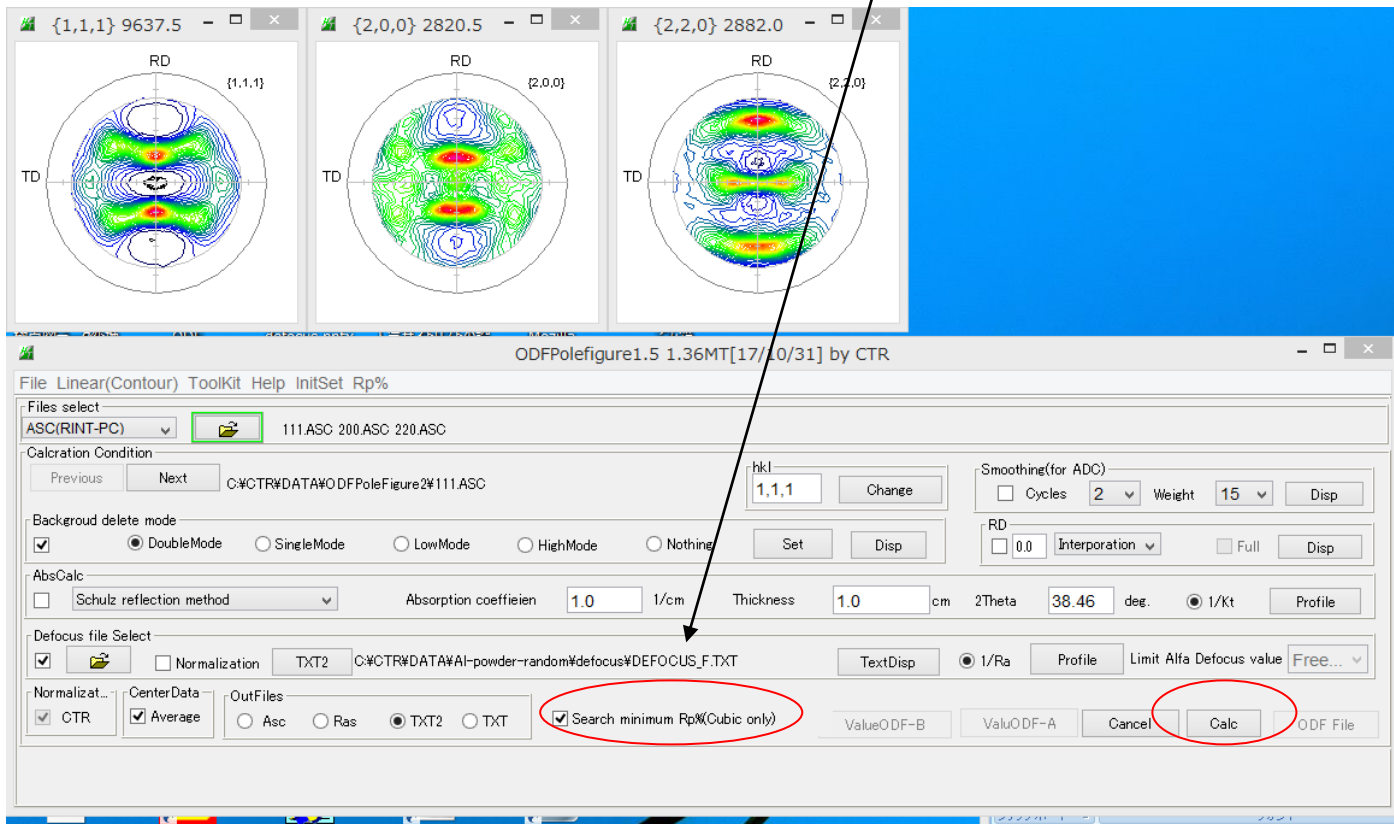 {1,1,1} 9637.5
{2,0,0} 2820.5
{2,2,0} 2882.0
RD
{1,1,1}
TD
RD
{2,0,0}
TD
RD
{2,2,0}
TD
ODFPolefigure1.5 1.36MT[17/10/31] by CTR
File Linear(Contour) ToolKit Help InitSet Rp%
Files select
ASC(RINT-PC) 111.ASC 200.ASC 220.ASC
Calcration Condition
Previous Next C:¥CTR¥DATA¥ODFPoleFigure2¥111.ASC
hkl
1,1,1 Change
Smoothing(for ADC)
Cycles 2 Weight 15 Disp
Backgroud delete mode
DoubleMode SingleMode LowMode HighMode Nothing Set Disp
RD
0.0 Interporation Full Disp
AbsCalc
Schulz reflection method Absorption coeffieien 1.0 1/cm Thickness 1.0 cm 2Theta 38.46 deg. 1/Kt Profile
Defocus file Select
Normalization TXT2 C:¥CTR¥DATA¥Al-powder-random¥defocus¥DEFOCUS_F.TXT TextDisp 1/Ra Profile Limit Alfa Defocus value Free...
Normalizat...
CTR
CenterData
Average
OutFiles
Asc Ras TXT2 TXT
Search minimum Rp%(Cubic only)
ValueODF-B ValuODF-A Cancel Calc ODF File